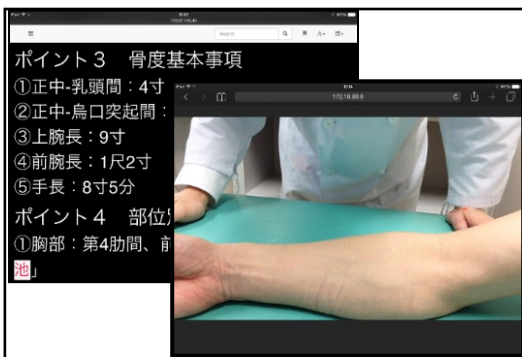 Search
A-
ポイント3　骨度基本事項
①正中-乳頭間：4寸
②正中-烏口突起間：
③上腕長：9寸
④前腕長：1尺2寸
⑤手長：8寸5分
ポイント4　部位別
①胸部：第4肋間、前
池」
172.16.80.6